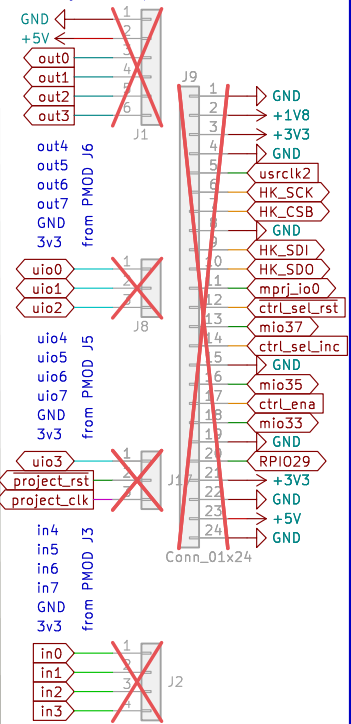 GND 1
+5V 2
out0 3
out1 4
out2 5
out3 6
J1
out4
out5
out6
out7
GND
3v3
from PMOD J6
uio0 1
uio1 2
uio2 3
J8
uio4
uio5
uio6
uio7
GND
3v3
from PMOD J5
uio3 1
project_rst 2
project_clk 3
in4
in5
in6
in7
GND
3v3
from PMOD J3
in0 1
in1 2
in2 3
in3 4
J2
J9
1 GND
2 +1V8
3 +3V3
4 GND
5 usrclk2
6 HK_SCK
7 HK_CSB
8 GND
9 HK_SDI
10 HK_SDO
11 mprj_io0
12 ctrl_sel_rst
13 mio37
14 ctrl_sel_inc
15 GND
16 mio35
17 ctrl_ena
18 mio33
19 GND
20 RPIO29
21 +3V3
22 GND
23 +5V
24 GND
Conn_01x24